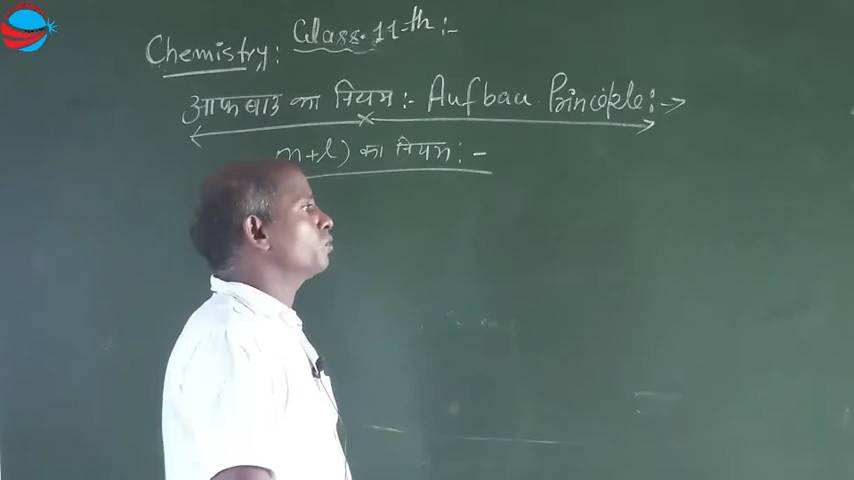 Chemistry: Class. 11-th :-
आफबाउ का नियम :- Aufbau Principle :- →
n+l) का नियम :-